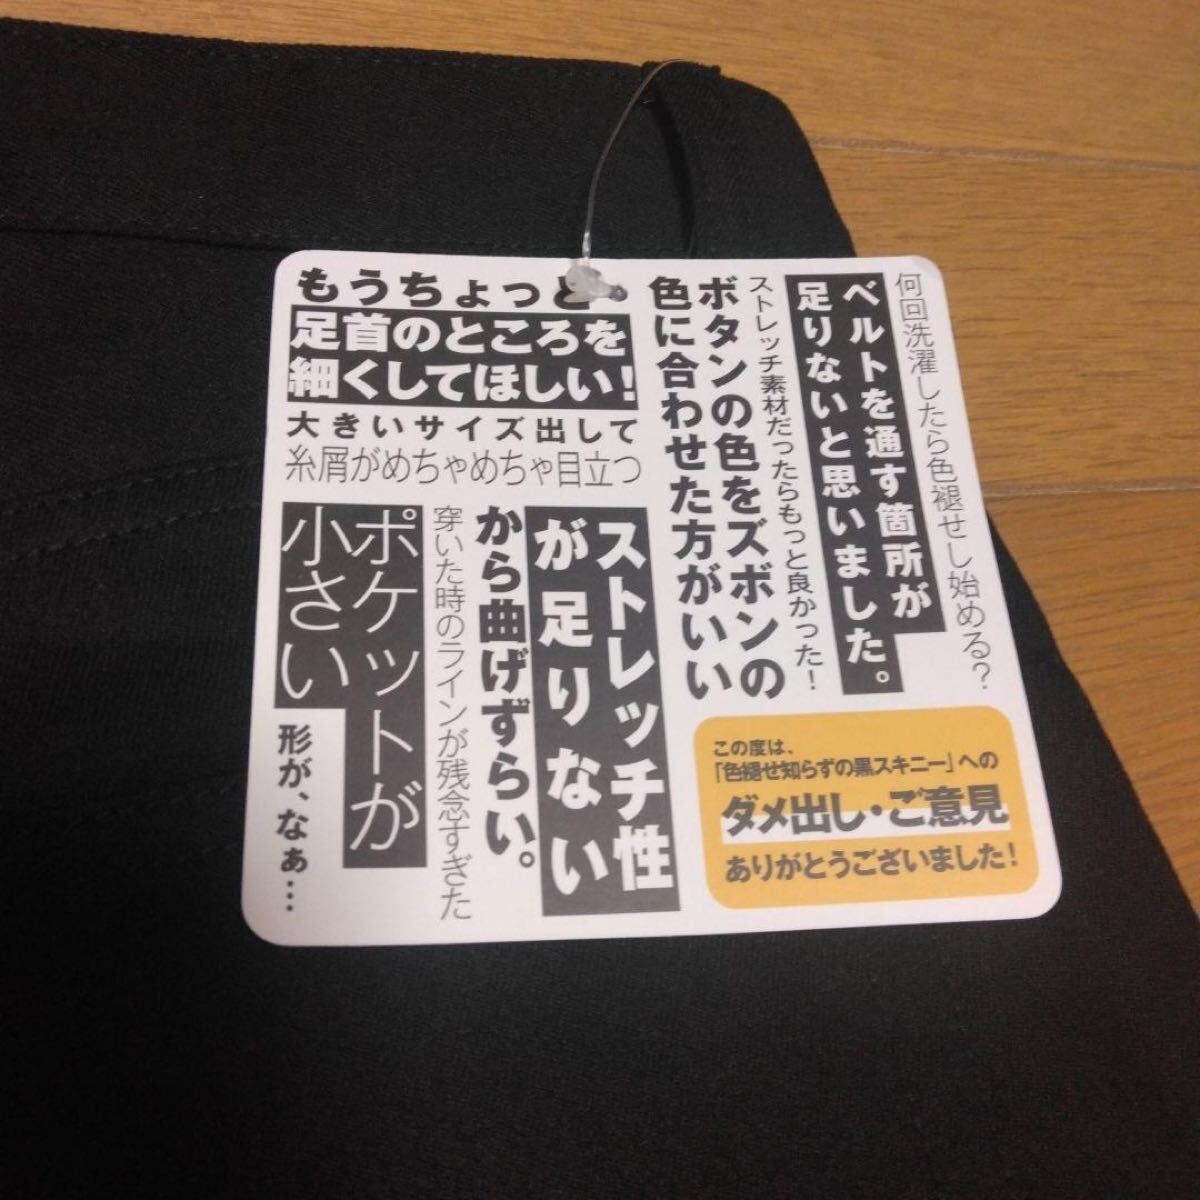 何回洗濯したら色褪せし始める?
ベルトを通す箇所が
足りないと思いました。
ストレッチ素材だったらもっと良かった!
ボタンの色をズボンの
色に合わせた方がいい
もうちょっと
足首のところを
細くしてほしい!
大きいサイズ出して
糸屑がめちゃめちゃ目立つ
ストレッチ性
が足りない
から曲げずらい。
穿いた時のラインが残念すぎた
ポケットが
小さい
形が、なぁ…
この度は、
「色褪せ知らずの黒スキニー」への
ダメ出し・ご意見
ありがとうございました!